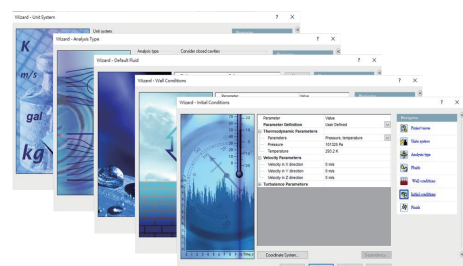 Wizard - Unit System ? X
Unit system:
K
m/s
gal
kg
Wizard - Analysis Type ? X
Analysis type Consider closed cavities
Wizard - Default Fluid ? X
Wizard - Wall Conditions ? X
Parameter Value
Wizard - Initial Conditions ? X
Parameter Value
Parameter Definition User Defined
Thermodynamic Parameters
Parameters Pressure, temperature
Pressure 101325 Pa
Temperature 293.2 K
Velocity Parameters
Velocity in X direction 0 m/s
Velocity in Y direction 0 m/s
Velocity in Z direction 0 m/s
Turbulence Parameters
Navigator
Project name
Unit system
Analysis type
Fluids
Wall conditions
Initial conditions
Finish
Coordinate System... Dependency...